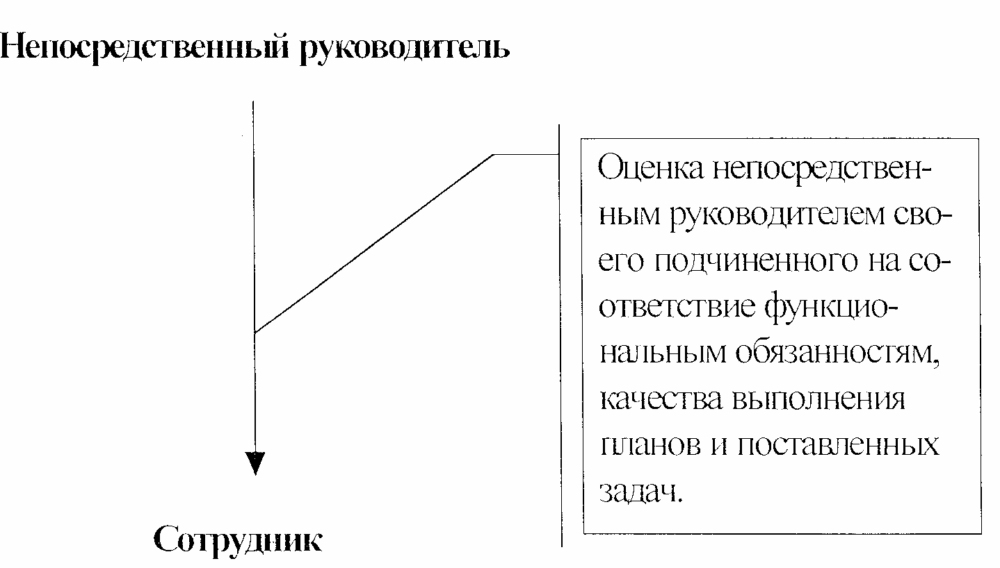 Непосредственный руководитель
Оценка непосредствен-
ным руководителем сво-
его подчиненного на со-
ответствие функцио-
нальным обязанностям,
качества выполнения
планов и поставленных
задач.
Сотрудник